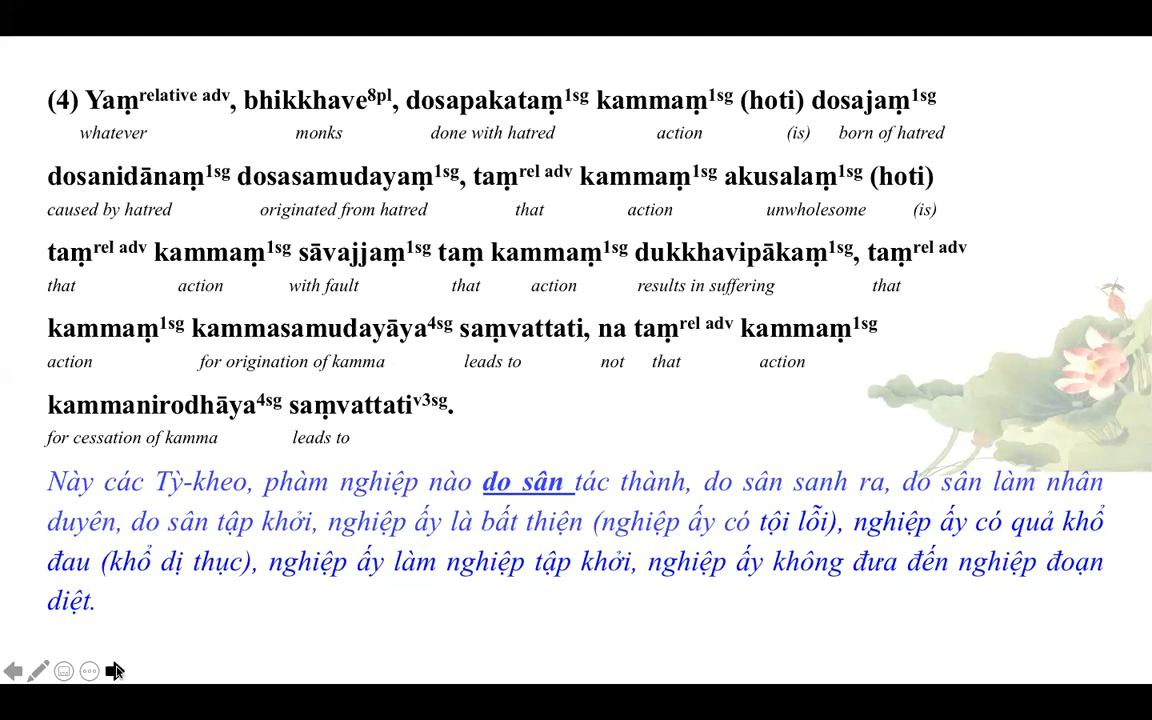 (4) Yaṃrelative adv, bhikkhave8pl, dosapakataṃ1sg kammaṃ1sg (hoti) dosajaṃ1sg
whatever monks done with hatred action (is) born of hatred
dosanidānaṃ1sg dosasamudayaṃ1sg, taṃrel adv kammaṃ1sg akusalaṃ1sg (hoti)
caused by hatred originated from hatred that action unwholesome (is)
taṃrel adv kammaṃ1sg sāvajjaṃ1sg taṃ kammaṃ1sg dukkhavipākaṃ1sg, taṃrel adv
that action with fault that action results in suffering that
kammaṃ1sg kammasamudayāya4sg saṃvattati, na taṃrel adv kammaṃ1sg
action for origination of kamma leads to not that action
kammanirodhāya4sg saṃvattativ3sg.
for cessation of kamma leads to
Này các Tỳ-kheo, phàm nghiệp nào do sân tác thành, do sân sanh ra, do sân làm nhân
duyên, do sân tập khởi, nghiệp ấy là bất thiện (nghiệp ấy có tội lỗi), nghiệp ấy có quả khổ
đau (khổ dị thục), nghiệp ấy làm nghiệp tập khởi, nghiệp ấy không đưa đến nghiệp đoạn
diệt.